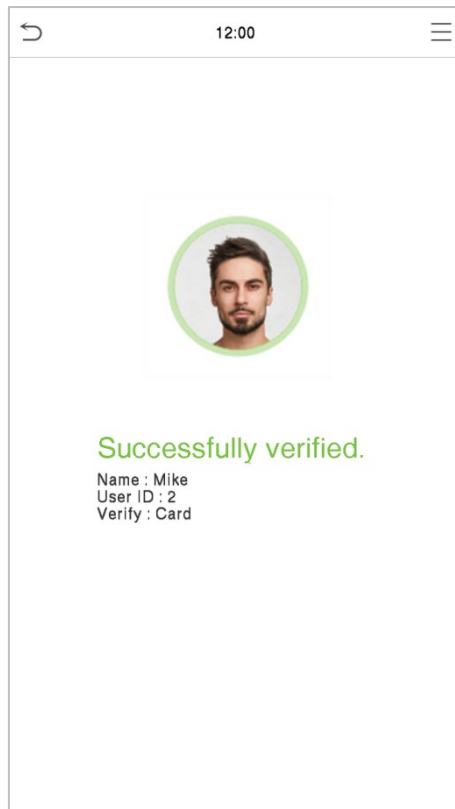 12:00
Successfully verified.
Name : Mike
User ID : 2
Verify : Card